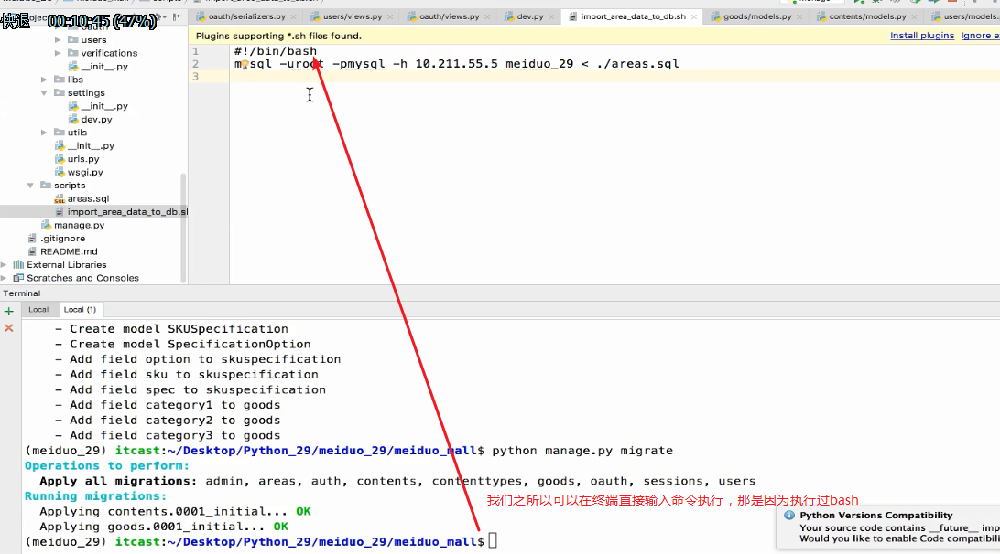 快退 00:10:45 (47%)
oauth/serializers.py
users/views.py
oauth/views.py
dev.py
import_area_data_to_db.sh
goods/models.py
contents/models.py
users/models.py
Plugins supporting *.sh files found.
Install plugins
Ignore ex
users
verifications
__init__.py
libs
settings
__init__.py
dev.py
utils
__init__.py
urls.py
wsgi.py
scripts
areas.sql
import_area_data_to_db.sl
manage.py
.gitignore
README.md
External Libraries
Scratches and Consoles
1 #!/bin/bash
2 mysql -uroot -pmysql -h 10.211.55.5 meiduo_29 < ./areas.sql
3
Terminal
Local
Local (1)
- Create model SKUSpecification
- Create model SpecificationOption
- Add field option to skuspecification
- Add field sku to skuspecification
- Add field spec to skuspecification
- Add field category1 to goods
- Add field category2 to goods
- Add field category3 to goods
(meiduo_29) itcast:~/Desktop/Python_29/meiduo_29/meiduo_mall$ python manage.py migrate
Operations to perform:
Apply all migrations: admin, areas, auth, contents, contenttypes, goods, oauth, sessions, users
Running migrations:
Applying contents.0001_initial... OK
Applying goods.0001_initial... OK
(meiduo_29) itcast:~/Desktop/Python_29/meiduo_29/meiduo_mall$
我们之所以可以在终端直接输入命令执行，那是因为执行过bash
Python Versions Compatibility
Your source code contains __future__ impo
Would you like to enable Code compatibili